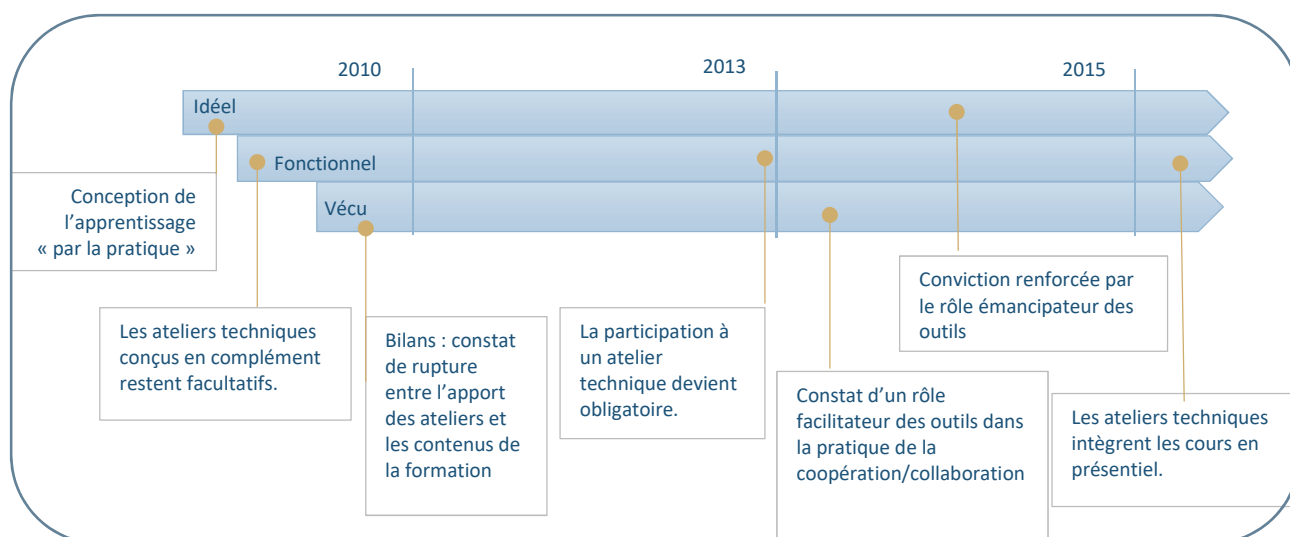 2010
2013
2015
Idéel
Fonctionnel
Vécu
Conception de
l’apprentissage
« par la pratique »
Les ateliers techniques
conçus en complément
restent facultatifs.
Bilans : constat
de rupture
entre l’apport
des ateliers et
les contenus de
la formation
La participation à
un atelier
technique devient
obligatoire.
Constat d’un rôle
facilitateur des outils dans
la pratique de la
coopération/collaboration
Conviction renforcée par
le rôle émancipateur des
outils
Les ateliers techniques
intègrent les cours en
présentiel.